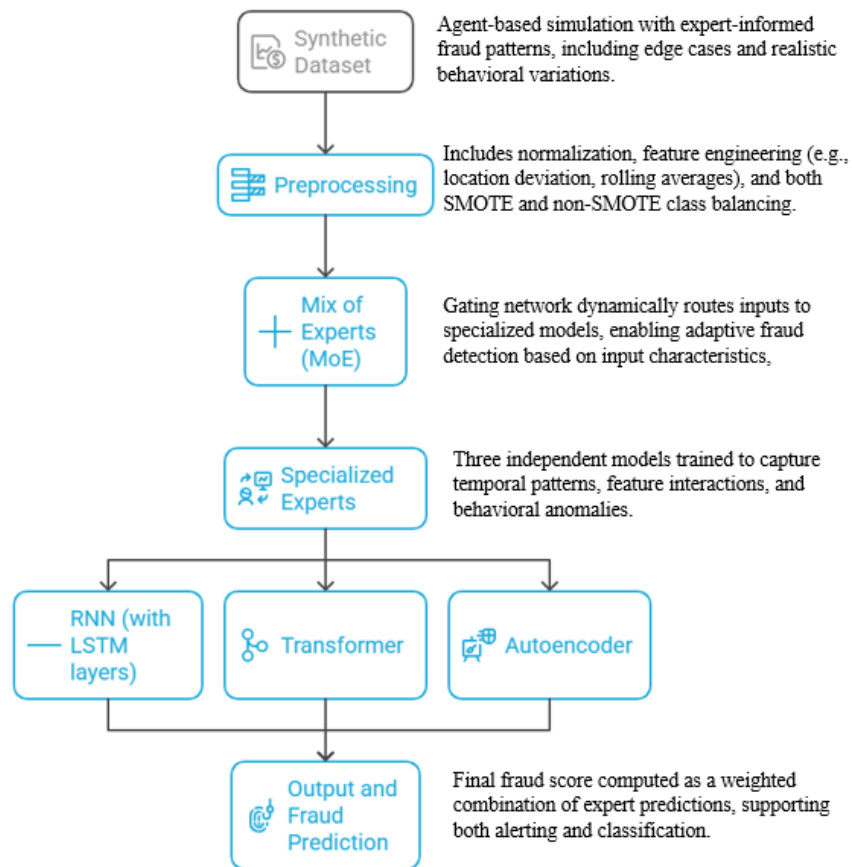 Synthetic
Dataset
Agent-based simulation with expert-informed
fraud patterns, including edge cases and realistic
behavioral variations.
Preprocessing
Includes normalization, feature engineering (e.g.,
location deviation, rolling averages), and both
SMOTE and non-SMOTE class balancing.
Mix of
Experts
(MoE)
Gating network dynamically routes inputs to
specialized models, enabling adaptive fraud
detection based on input characteristics,
Specialized
Experts
Three independent models trained to capture
temporal patterns, feature interactions, and
behavioral anomalies.
RNN (with
LSTM
layers)
Transformer
Autoencoder
Output and
Fraud
Prediction
Final fraud score computed as a weighted
combination of expert predictions, supporting
both alerting and classification.